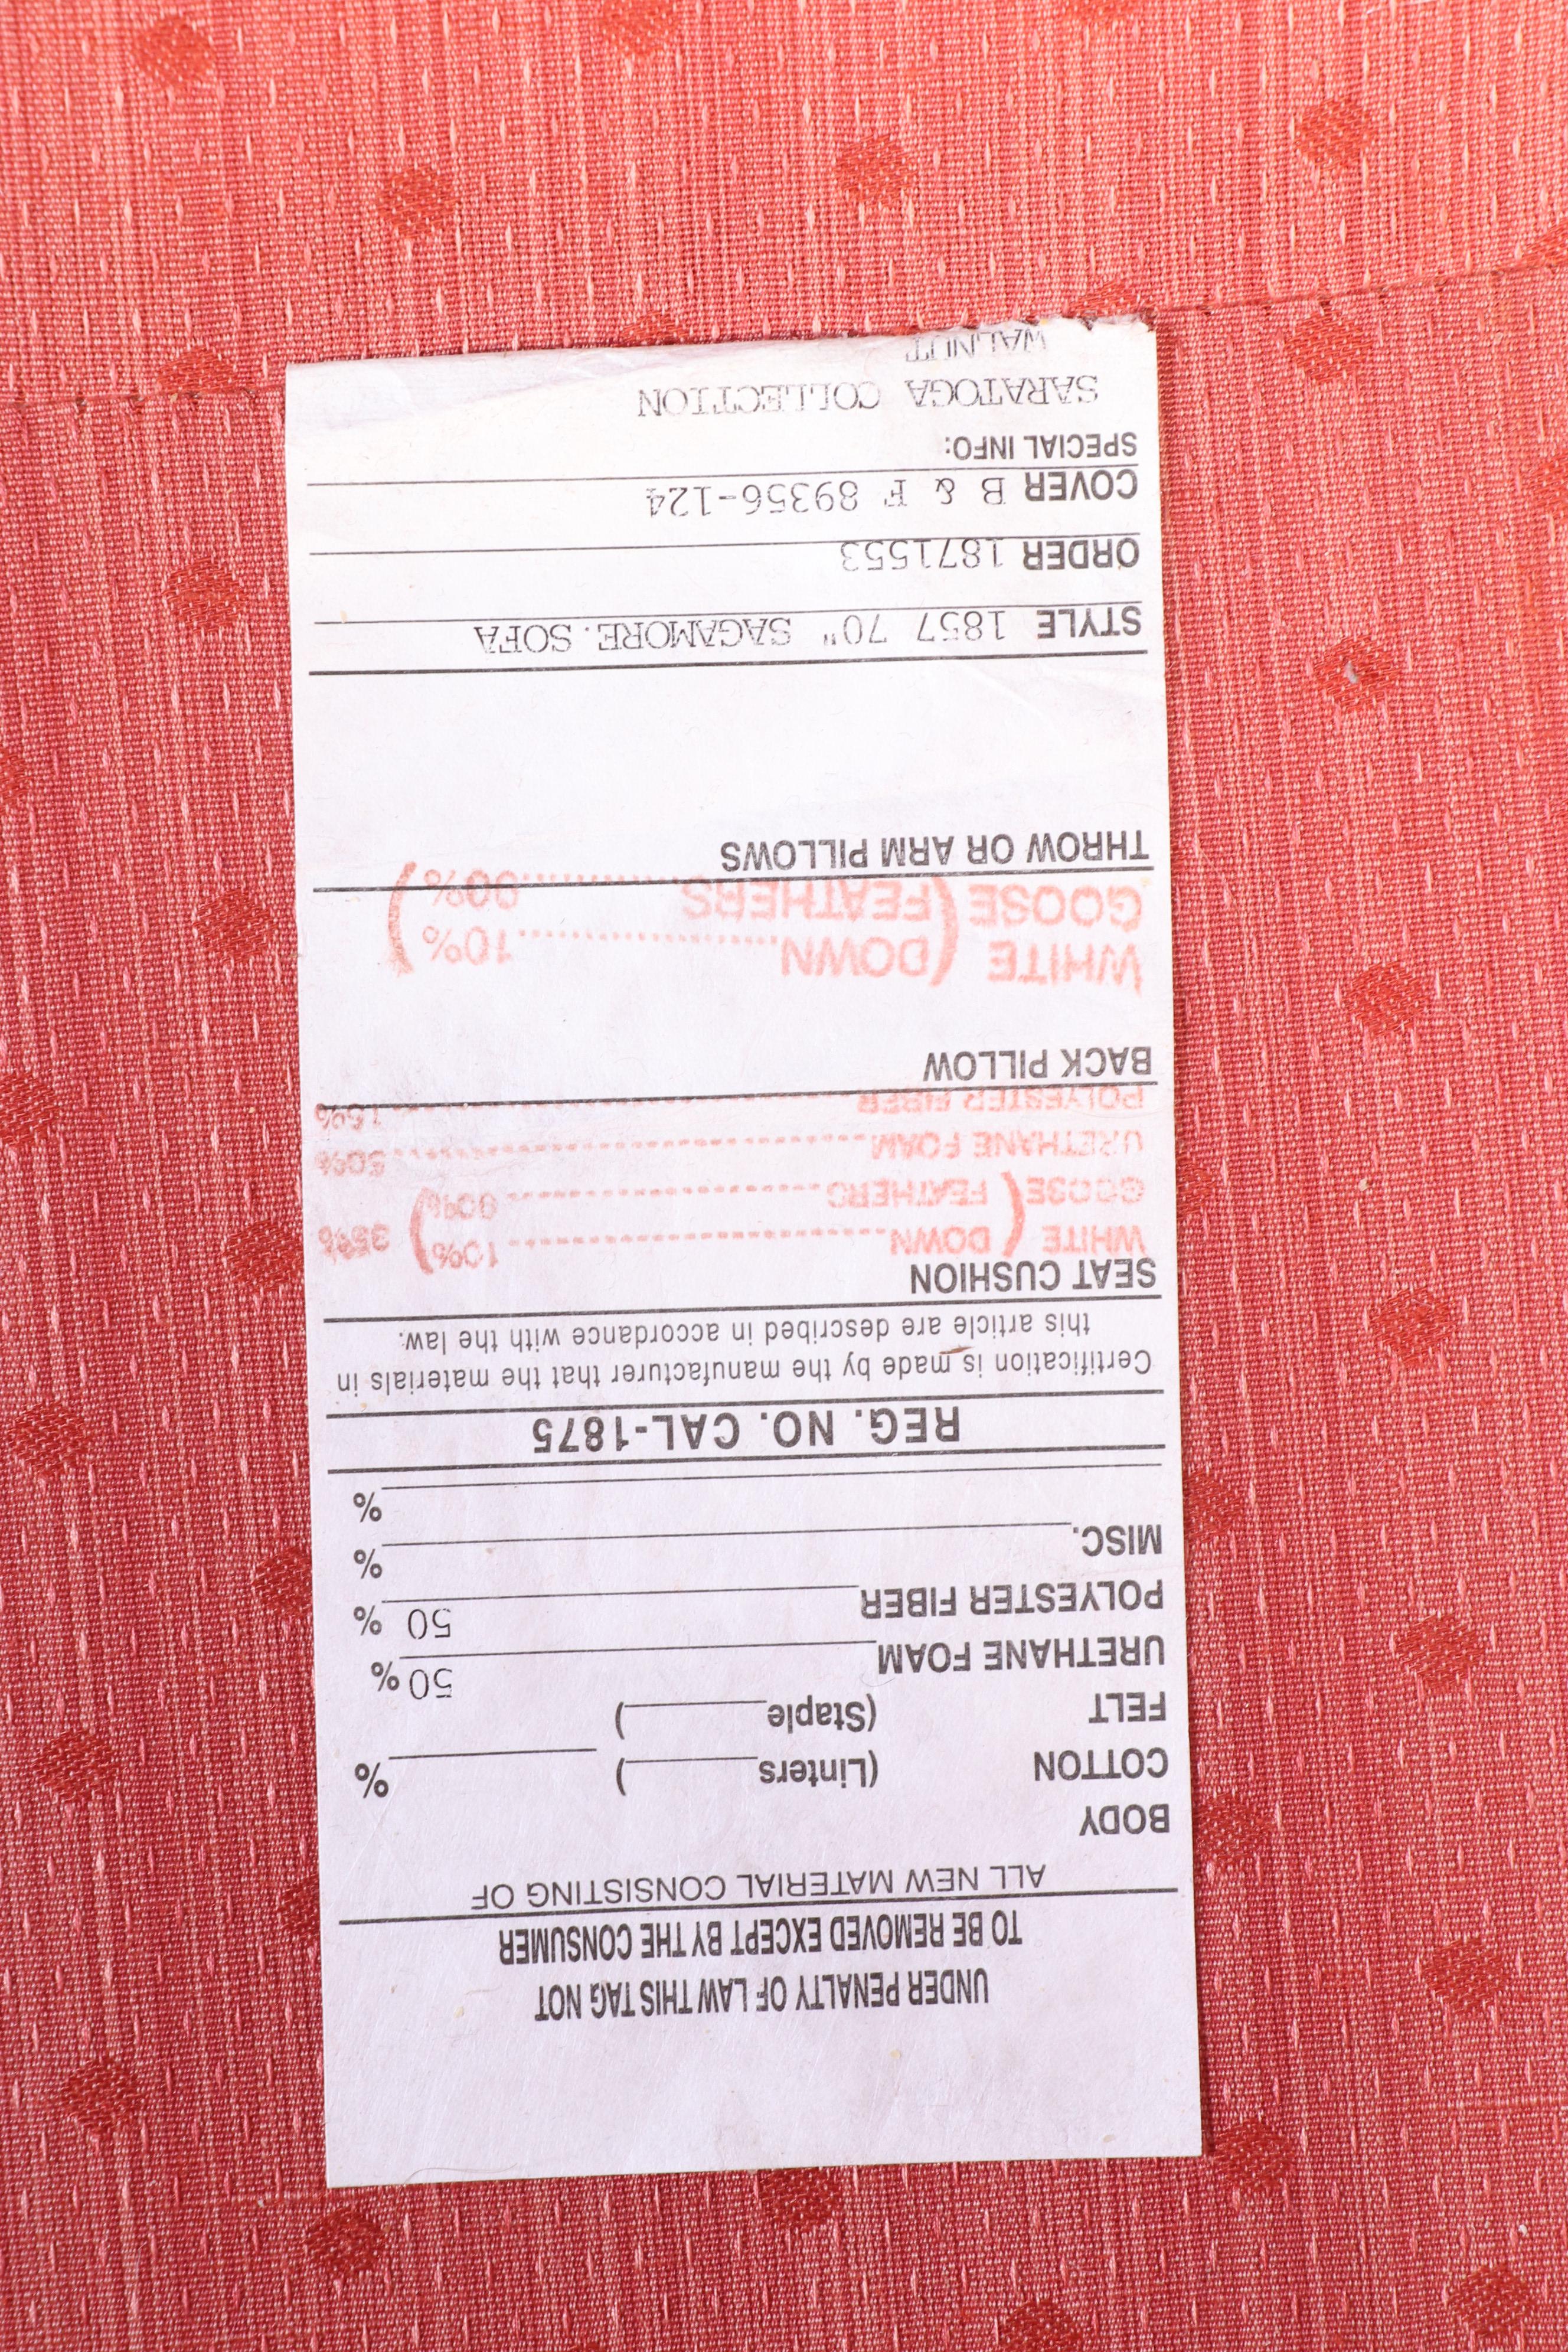 UNDER PENALTY OF LAW THIS TAG NOT
TO BE REMOVED EXCEPT BY THE CONSUMER
ALL NEW MATERIAL CONSISTING OF
BODY
COTTON (Linters ) %
FELT (Staple )
URETHANE FOAM 50 %
POLYESTER FIBER 50 %
MISC. %
%
REG. NO. CAL-1875
Certification is made by the manufacturer that the materials in
this article are described in accordance with the law.
SEAT CUSHION
WHITE ( DOWN 10% ) 35%
GOOSE ( FEATHERS 90% )
URETHANE FOAM 50%
POLYESTER FIBER 15%
BACK PILLOW
WHITE ( DOWN 10% )
GOOSE ( FEATHERS 90% )
THROW OR ARM PILLOWS
STYLE 1857 70" SAGAMORE.SOFA
ORDER 1871553
COVER B & F 89356-124
SPECIAL INFO:
SARATOGA COLLECTION
WALNUT